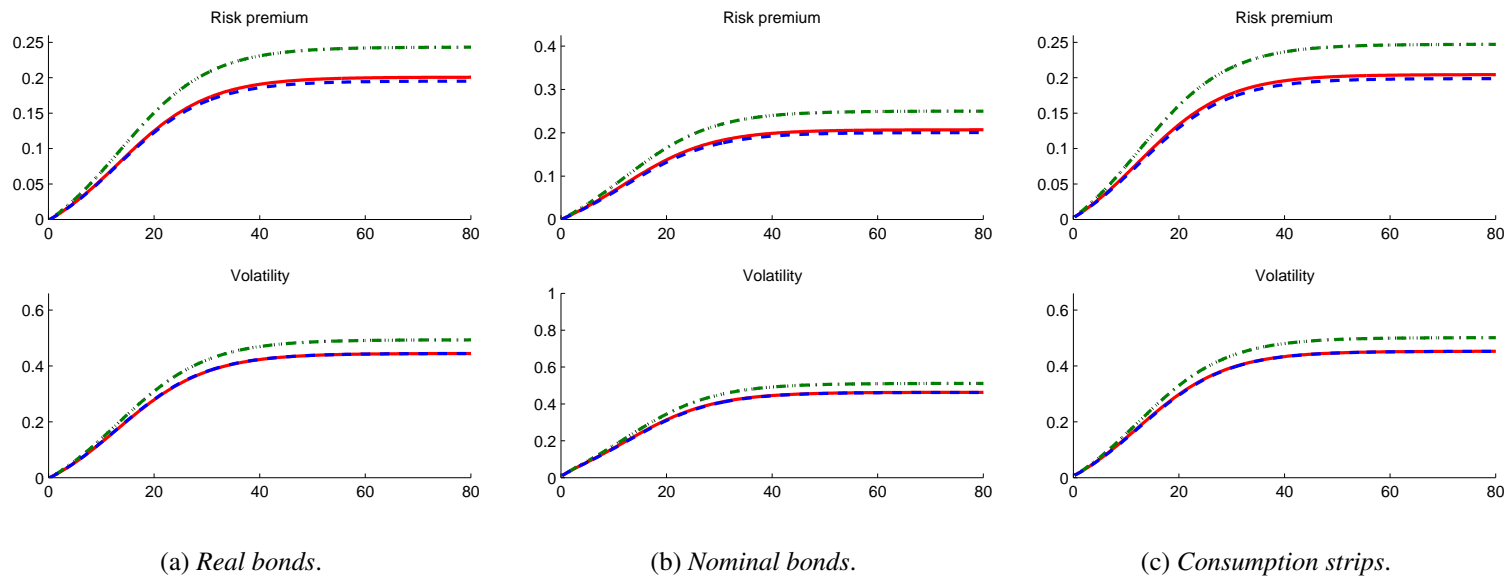 Risk premium
0.25
0.2
0.15
0.1
0.05
0
0 20 40 60 80
Volatility
0.6
0.4
0.2
0
0 20 40 60 80
(a) Real bonds.
Risk premium
0.4
0.3
0.2
0.1
0
0 20 40 60 80
Volatility
1
0.8
0.6
0.4
0.2
0
0 20 40 60 80
(b) Nominal bonds.
Risk premium
0.25
0.2
0.15
0.1
0.05
0
0 20 40 60 80
Volatility
0.6
0.4
0.2
0
0 20 40 60 80
(c) Consumption strips.